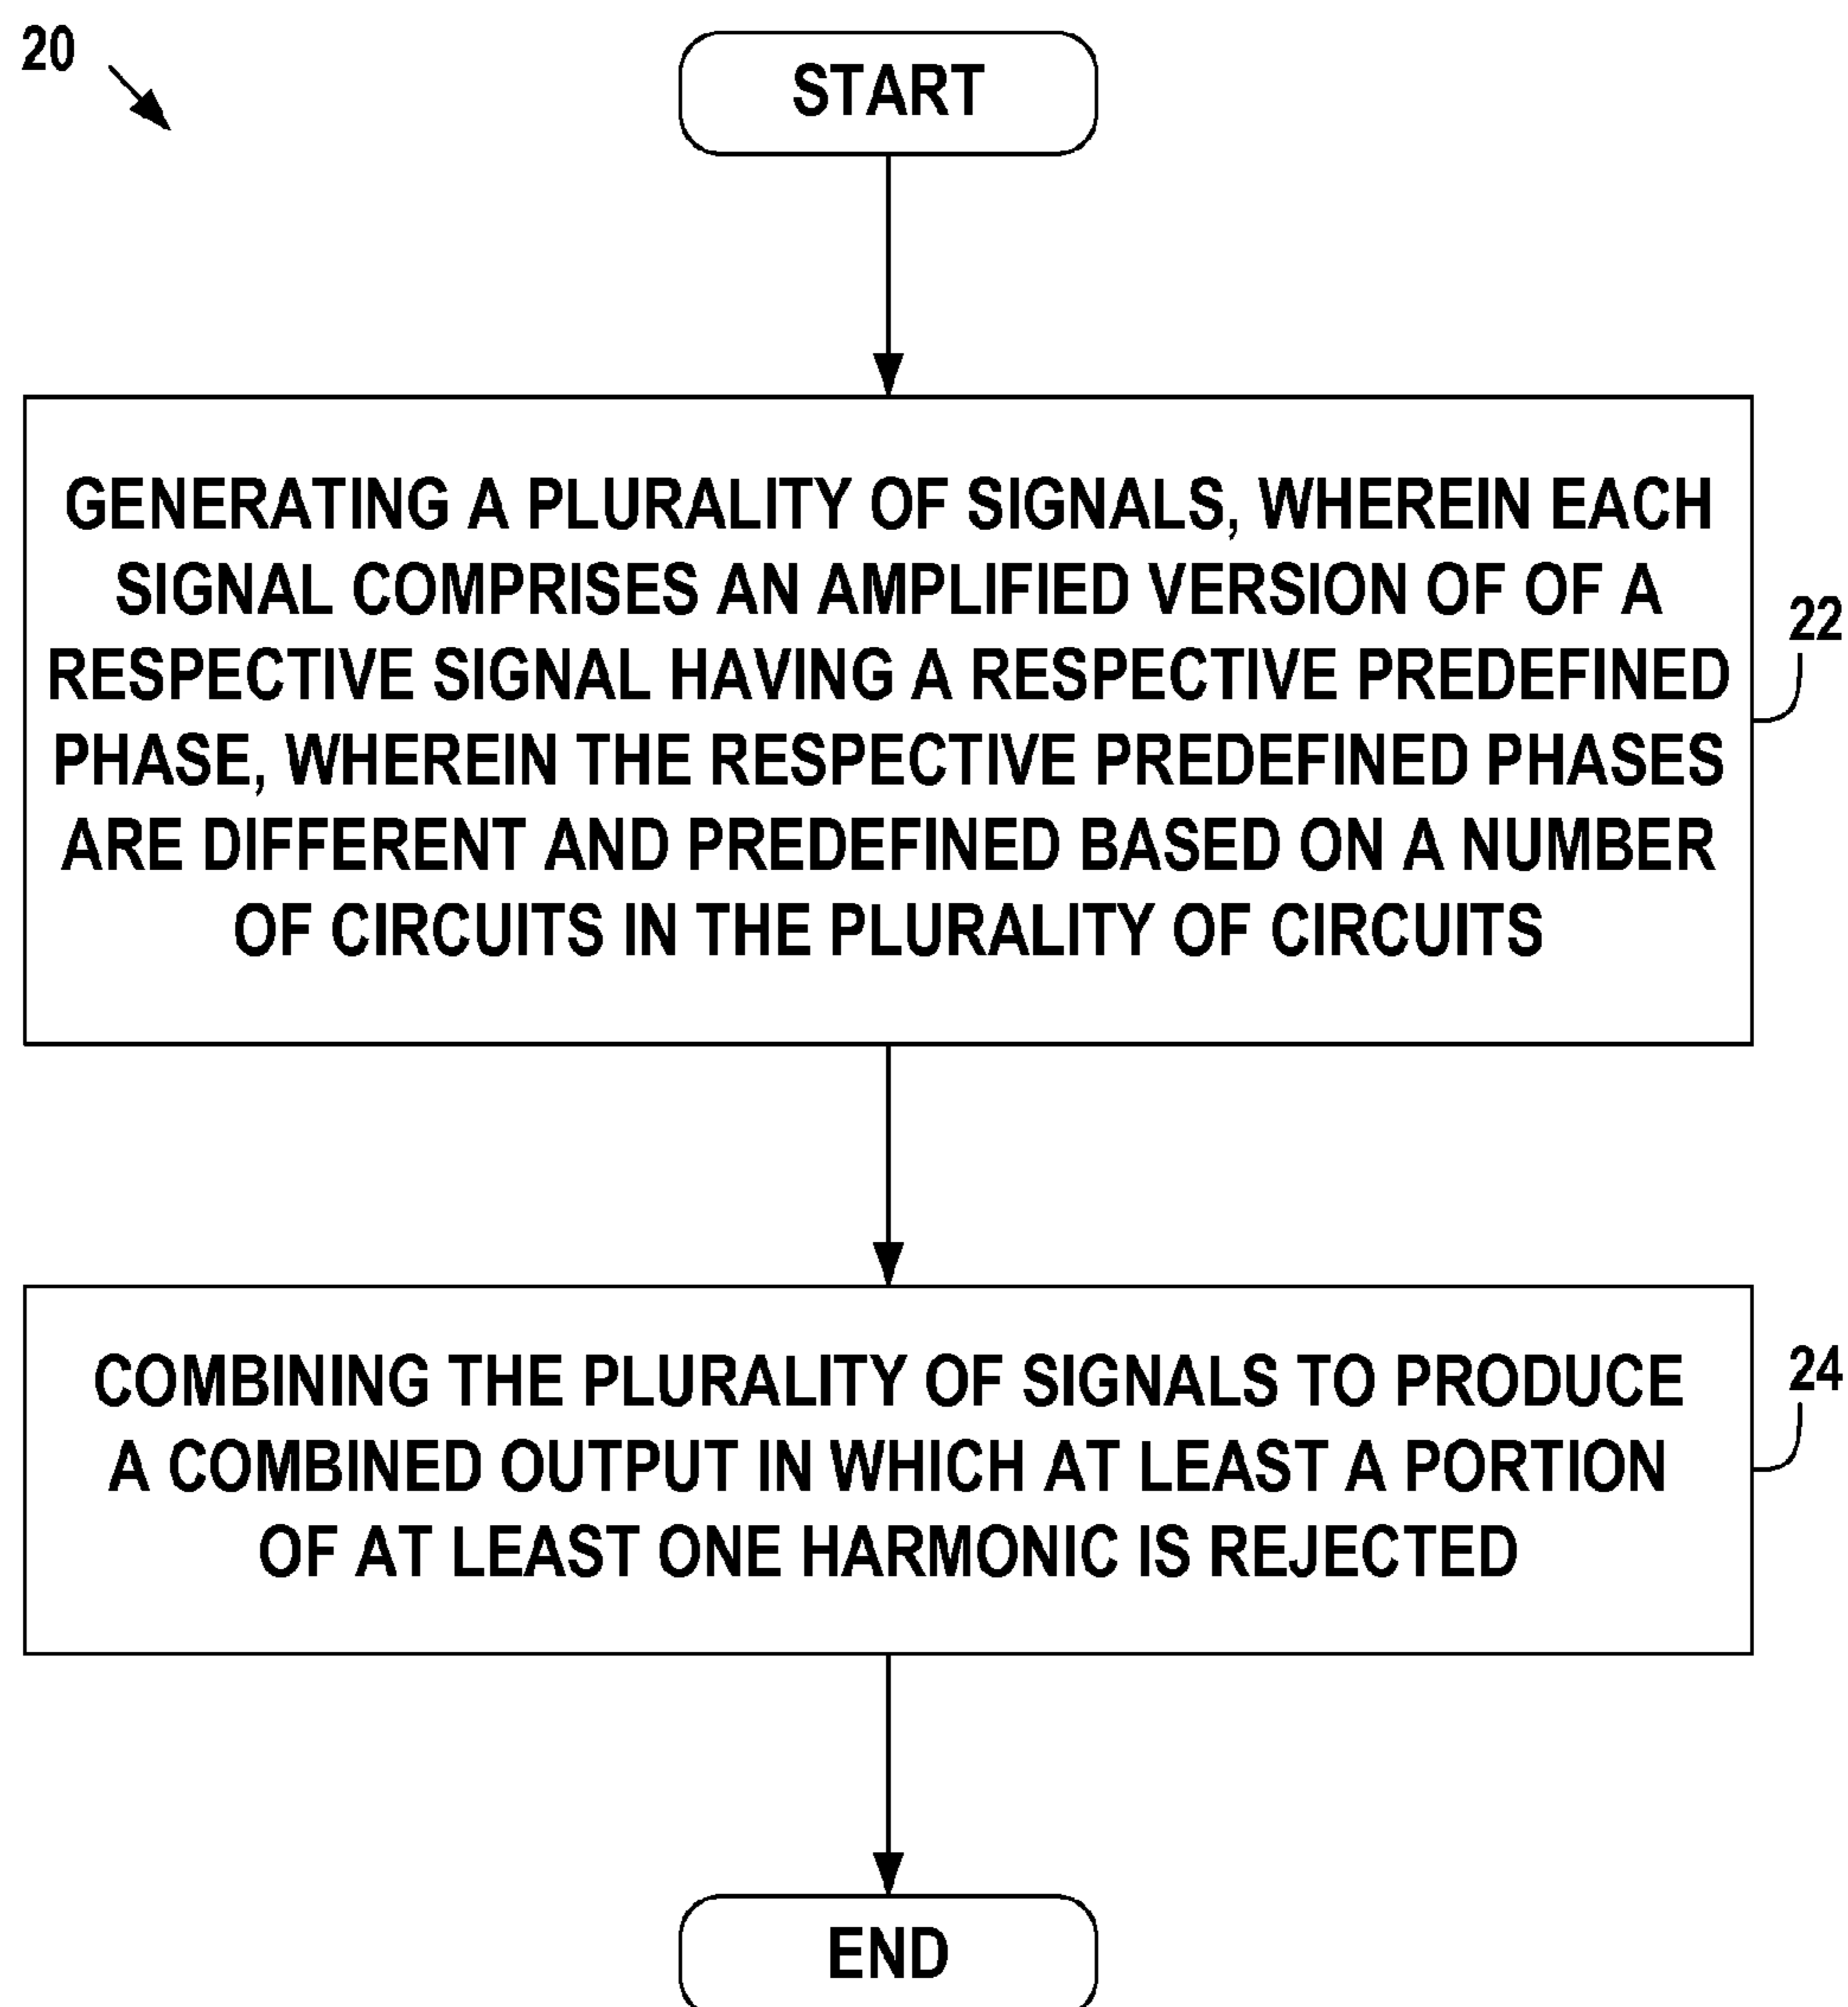 20
START
GENERATING A PLURALITY OF SIGNALS, WHEREIN EACH
SIGNAL COMPRISES AN AMPLIFIED VERSION OF OF A
RESPECTIVE SIGNAL HAVING A RESPECTIVE PREDEFINED
PHASE, WHEREIN THE RESPECTIVE PREDEFINED PHASES
ARE DIFFERENT AND PREDEFINED BASED ON A NUMBER
OF CIRCUITS IN THE PLURALITY OF CIRCUITS
22
COMBINING THE PLURALITY OF SIGNALS TO PRODUCE
A COMBINED OUTPUT IN WHICH AT LEAST A PORTION
OF AT LEAST ONE HARMONIC IS REJECTED
24
END